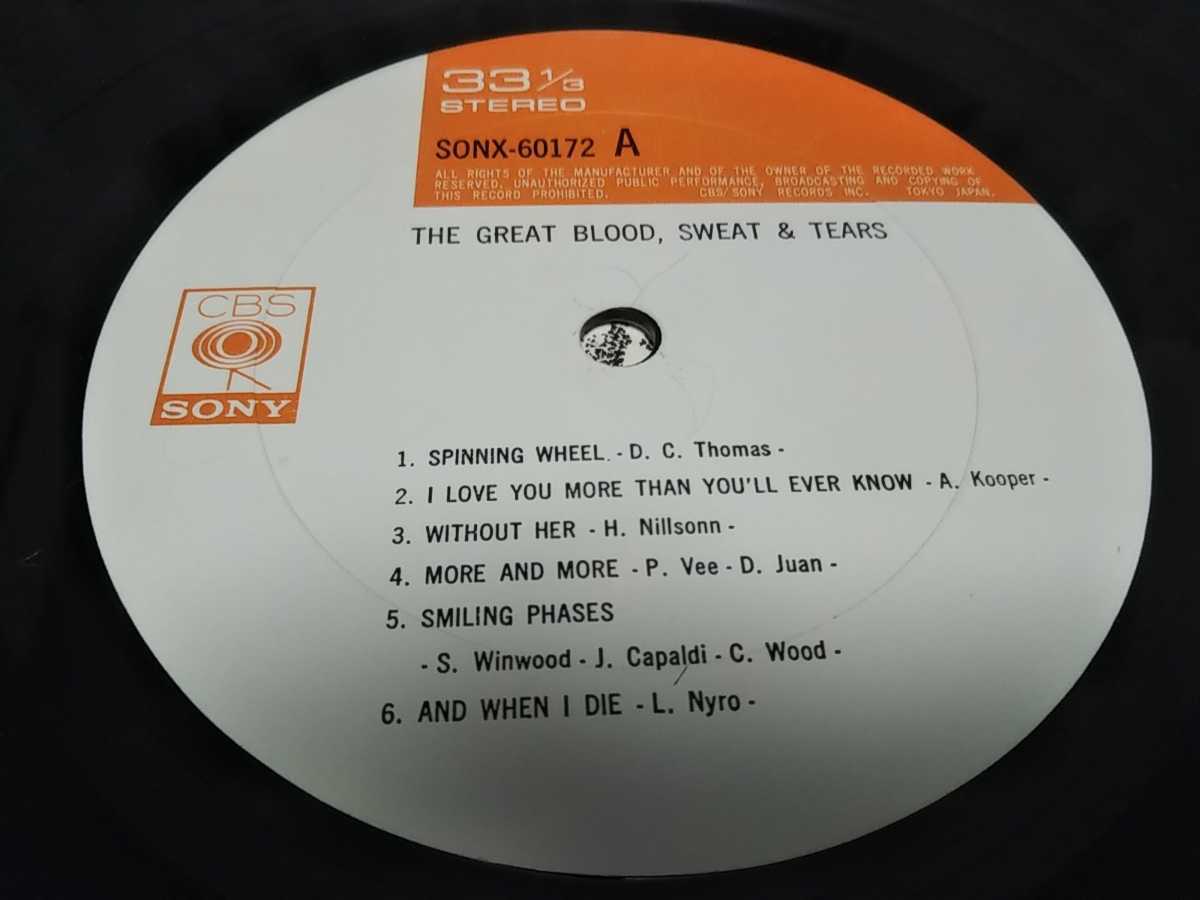 33 1/3
STEREO
SONX-60172 A
ALL RIGHTS OF THE MANUFACTURER AND OF THE OWNER OF THE RECORDED WORK
RESERVED. UNAUTHORIZED PUBLIC PERFORMANCE, BROADCASTING AND COPYING OF
THIS RECORD PROHIBITED. CBS/SONY RECORDS INC. TOKYO JAPAN.
THE GREAT BLOOD, SWEAT & TEARS
CBS
SONY
1. SPINNING WHEEL - D. C. Thomas -
2. I LOVE YOU MORE THAN YOU'LL EVER KNOW - A. Kooper -
3. WITHOUT HER - H. Nillsonn -
4. MORE AND MORE - P. Vee - D. Juan -
5. SMILING PHASES
- S. Winwood - J. Capaldi - C. Wood -
6. AND WHEN I DIE - L. Nyro -